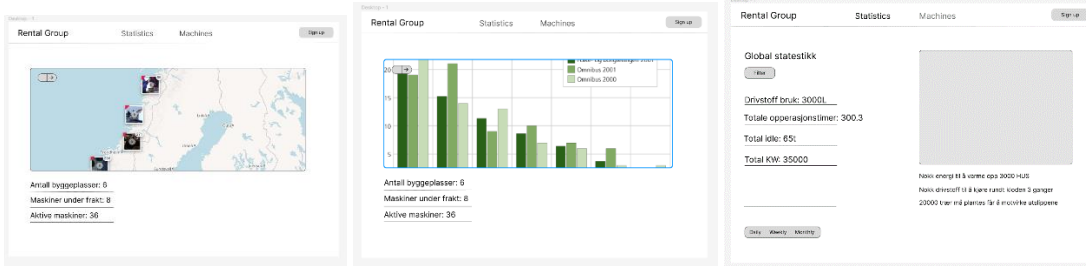 Rental Group Statistics Machines Sign up
Antall byggeplasser: 6
Maskiner under frakt: 8
Aktive maskiner: 36
Rental Group Statistics Machines Sign up
20
Omnibus 2001
Omnibus 2000
10
5
Antall byggeplasser: 6
Maskiner under frakt: 8
Aktive maskiner: 36
Rental Group Statistics Machines Sign up
Global statestikk
Filter
Drivstoff bruk: 3000L
Totale opperasjonstimer: 300.3
Total idle: 65t
Total KW: 35000
Nokk energi til å varme opp 3000 HUS
Nokk drivstoff til å kjøre rundt kloden 3 ganger
20000 trær må plantes for å motvirke utslippene
Daily Weekly Monthly